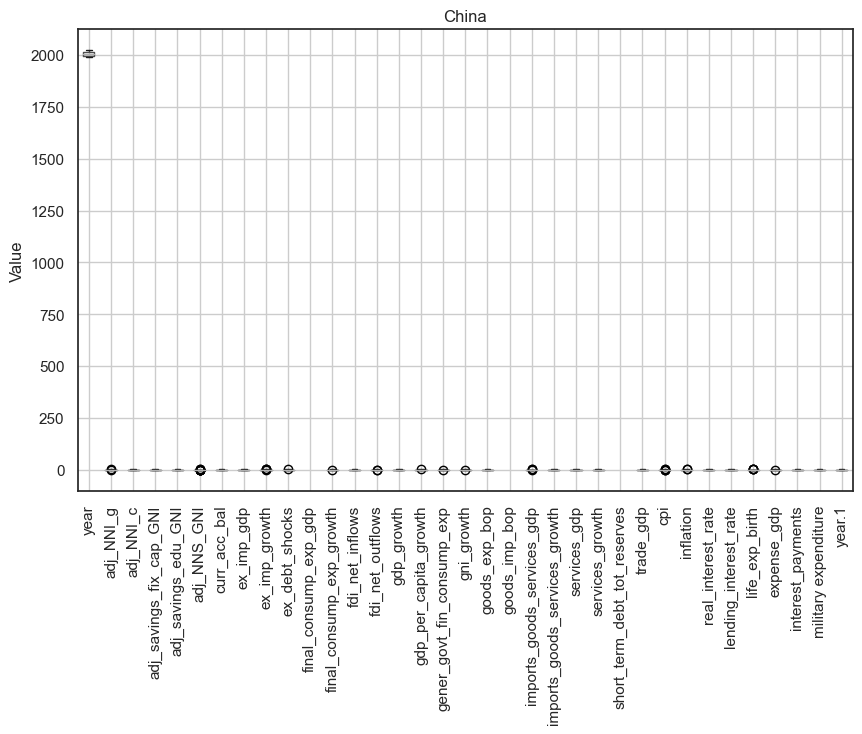 China
Value
2000
1750
1500
1250
1000
750
500
250
0
year
adj_NNI_g
adj_NNI_c
adj_savings_fix_cap_GNI
adj_savings_edu_GNI
adj_NNS_GNI
curr_acc_bal
ex_imp_gdp
ex_imp_growth
ex_debt_shocks
final_consump_exp_gdp
final_consump_exp_growth
fdi_net_inflows
fdi_net_outflows
gdp_growth
gdp_per_capita_growth
gener_govt_fin_consump_exp
gni_growth
goods_exp_bop
goods_imp_bop
imports_goods_services_gdp
imports_goods_services_growth
services_gdp
services_growth
short_term_debt_tot_reserves
trade_gdp
cpi
inflation
real_interest_rate
lending_interest_rate
life_exp_birth
expense_gdp
interest_payments
military expenditure
year.1